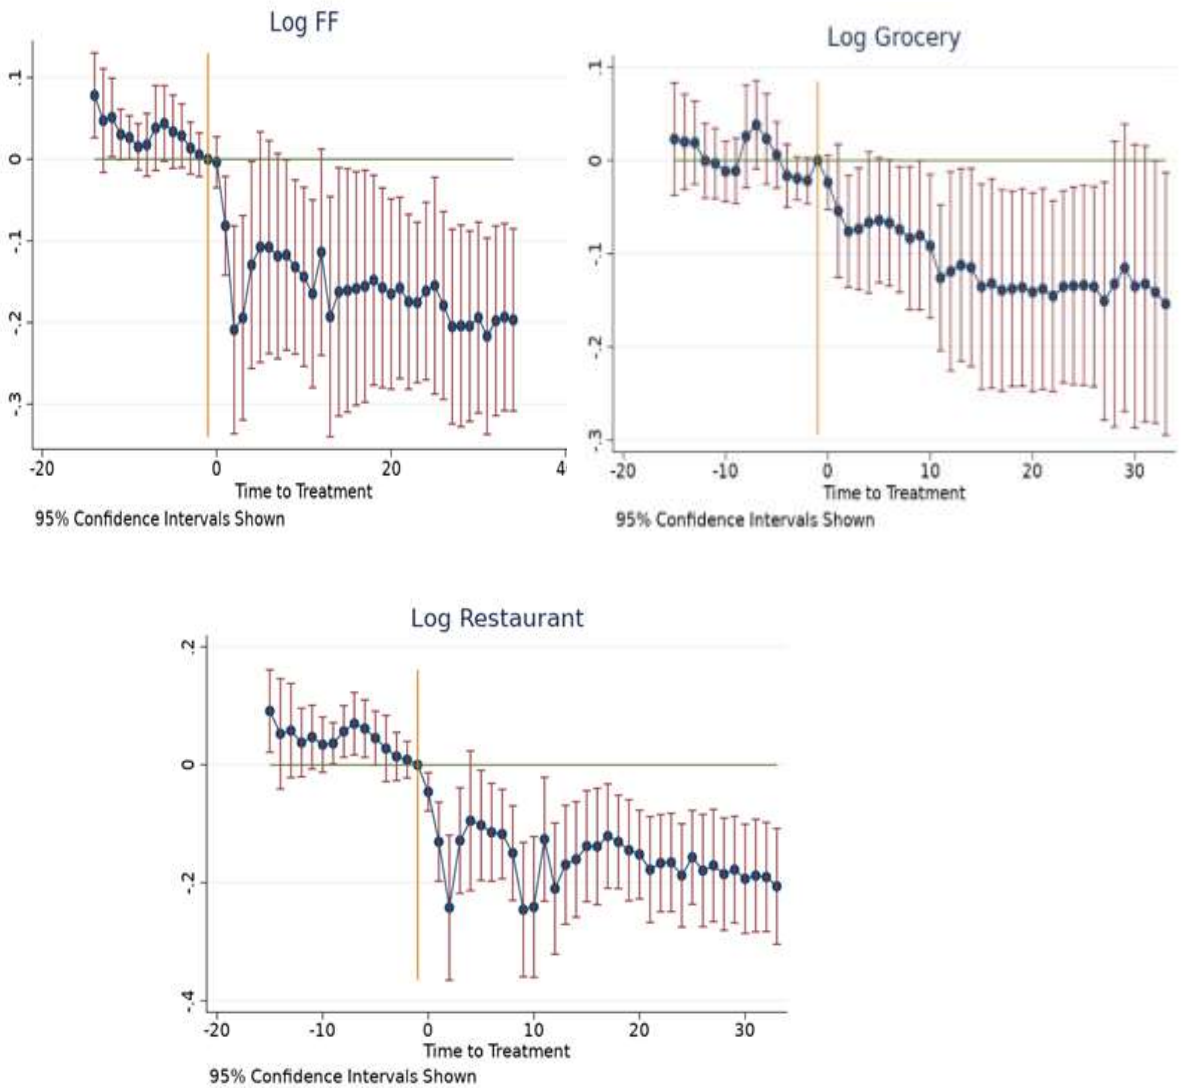 Log FF
.1
0
-.1
-.2
-.3
-20 0 20 4
Time to Treatment
95% Confidence Intervals Shown
Log Grocery
.1
0
-.1
-.2
-.3
-20 -10 0 10 20 30
Time to Treatment
95% Confidence Intervals Shown
Log Restaurant
.2
0
-.2
-.4
-20 -10 0 10 20 30
Time to Treatment
95% Confidence Intervals Shown